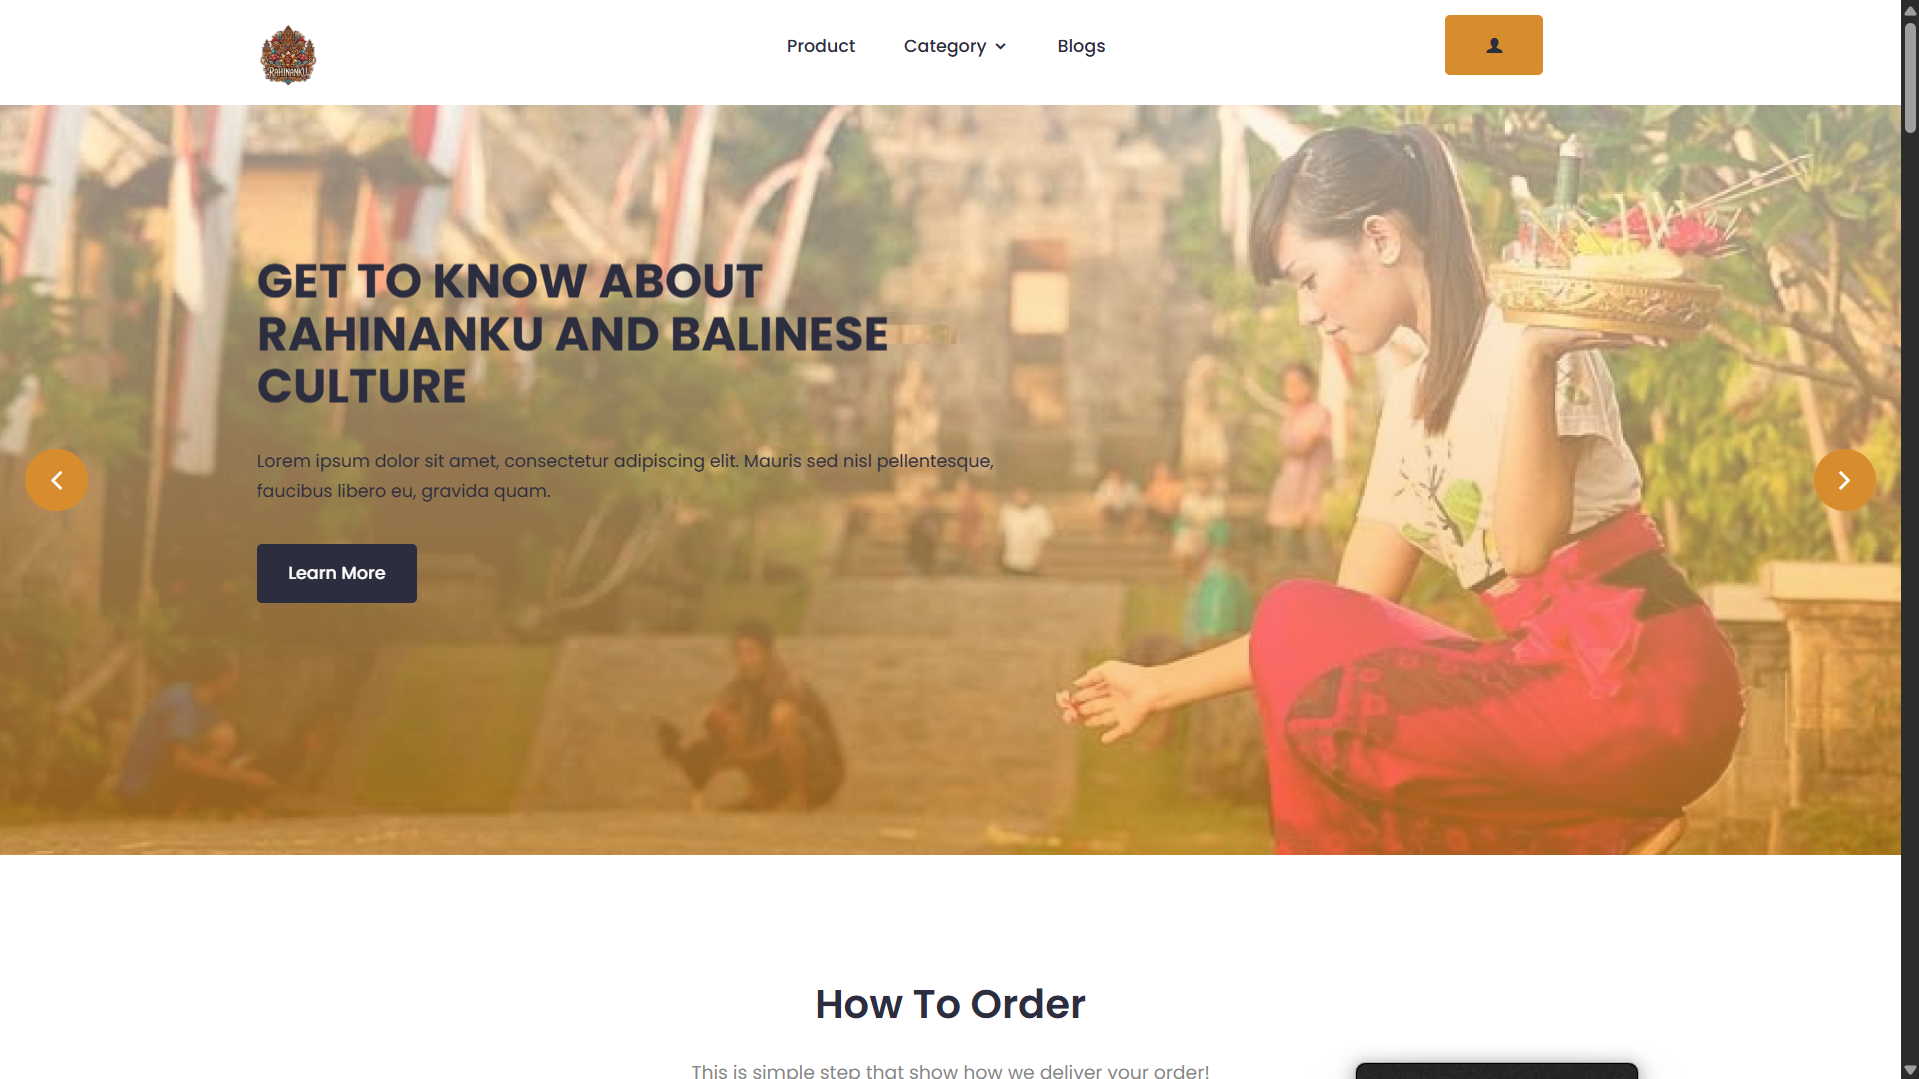 RAHINANKU
Product
Category
Blogs
GET TO KNOW ABOUT
RAHINANKU AND BALINESE
CULTURE
Lorem ipsum dolor sit amet, consectetur adipiscing elit. Mauris sed nisl pellentesque,
faucibus libero eu, gravida quam.
Learn More
How To Order
This is simple step that show how we deliver your order!